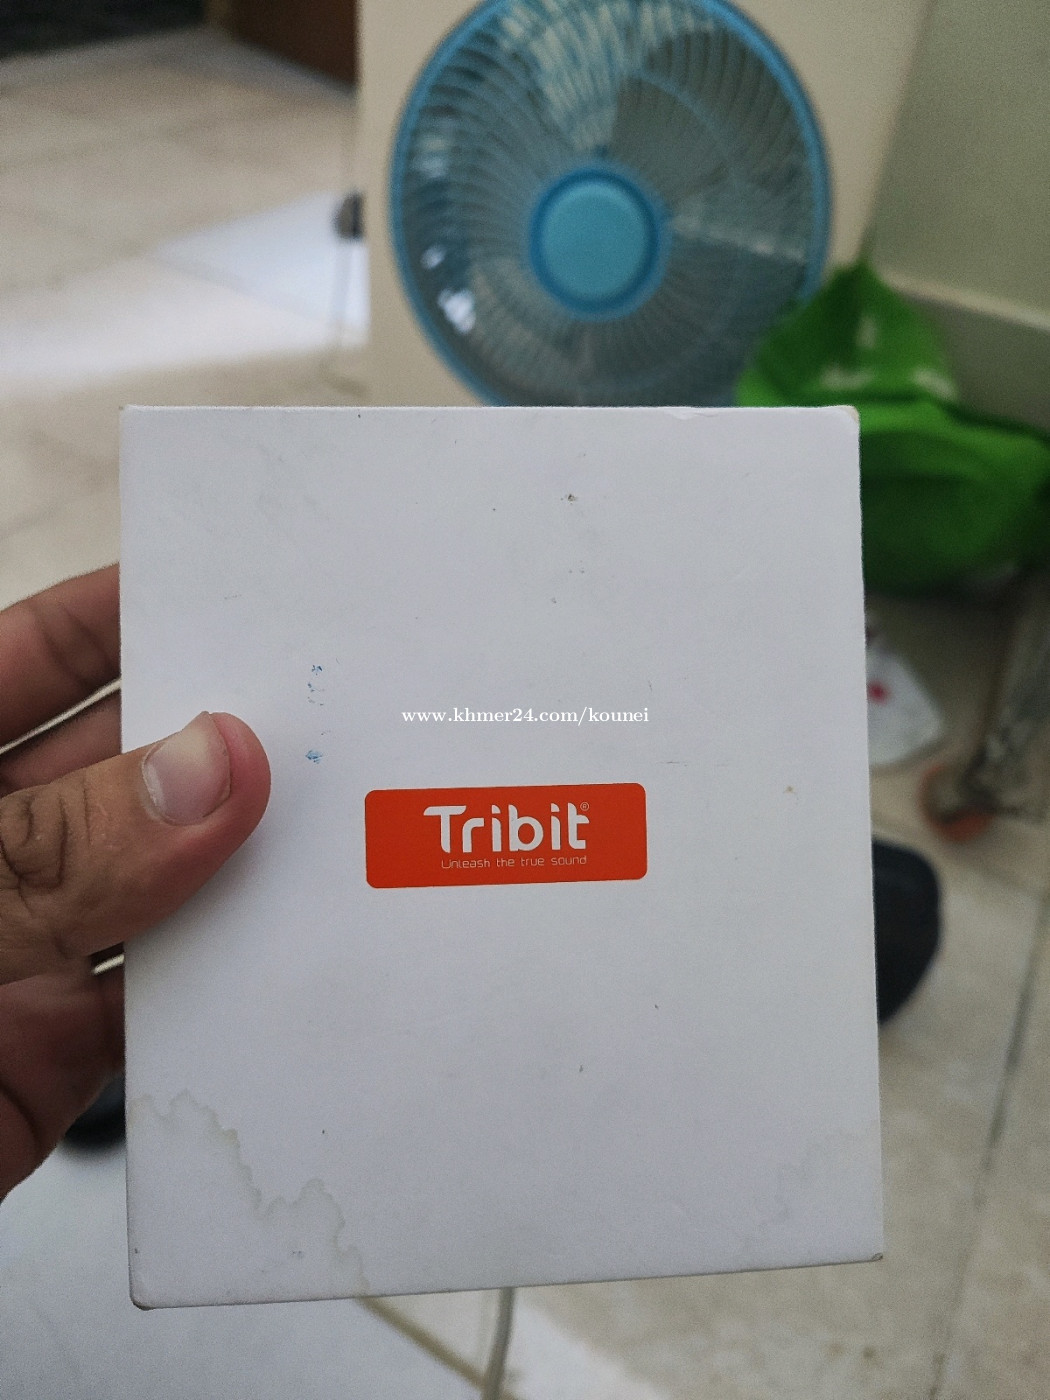 www.khmer24.com/kounei
Tribit®
Unleash the true sound